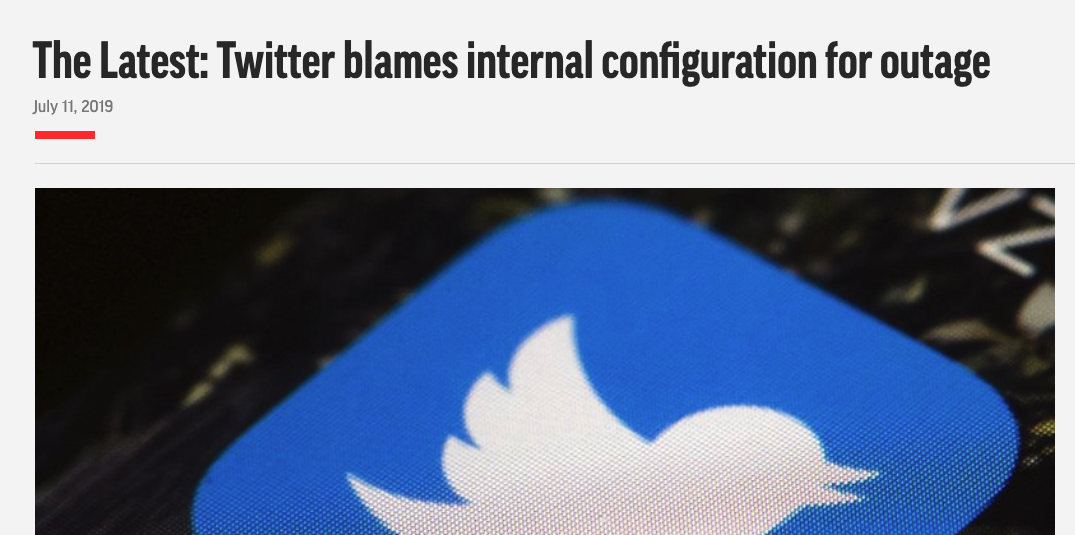 The Latest: Twitter blames internal configuration for outage
July 11, 2019